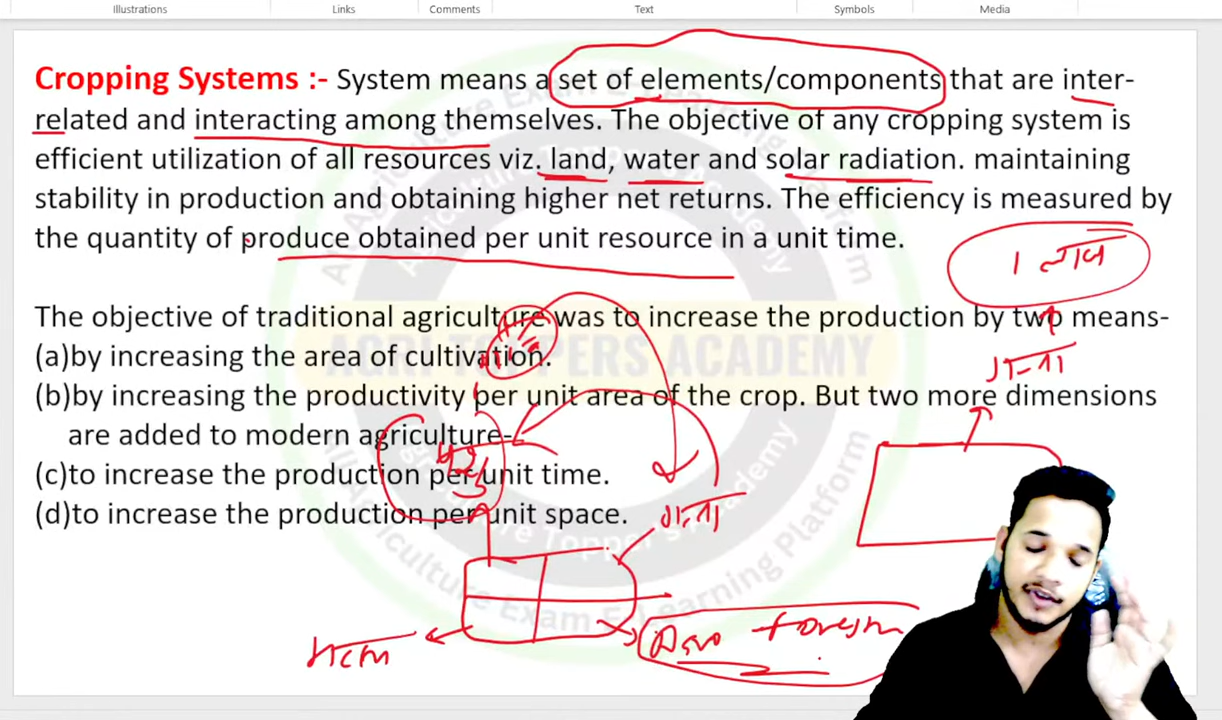 Illustrations Links Comments Text Symbols Media
Cropping Systems :- System means a set of elements/components that are inter-
related and interacting among themselves. The objective of any cropping system is
efficient utilization of all resources viz. land, water and solar radiation. maintaining
stability in production and obtaining higher net returns. The efficiency is measured by
the quantity of produce obtained per unit resource in a unit time.
The objective of traditional agriculture was to increase the production by two means-
(a)by increasing the area of cultivation.
(b)by increasing the productivity per unit area of the crop. But two more dimensions
are added to modern agriculture-
(c)to increase the production per unit time.
(d)to increase the production per unit space.
AGRI TOPPERS ACADEMY